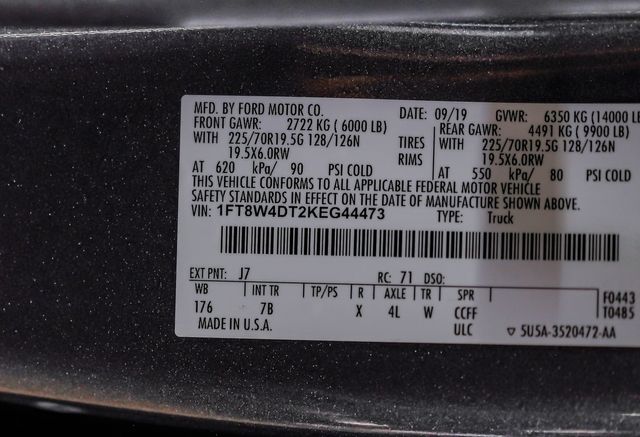 MFD. BY FORD MOTOR CO.
DATE: 09/19 GVWR: 6350 KG (14000 LB
FRONT GAWR: 2722 KG ( 6000 LB) REAR GAWR: 4491 KG ( 9900 LB)
WITH 225/70R19.5G 128/126N TIRES WITH 225/70R19.5G 128/126N
19.5X6.0RW RIMS 19.5X6.0RW
AT 620 kPa/ 90 PSI COLD AT 550 kPa/ 80 PSI COLD
THIS VEHICLE CONFORMS TO ALL APPLICABLE FEDERAL MOTOR VEHICLE
SAFETY STANDARDS IN EFFECT ON THE DATE OF MANUFACTURE SHOWN ABOVE.
VIN: 1FT8W4DT2KEG44473 TYPE: Truck
EXT PNT: J7 RC: 71 DSO:
WB INT TR TP/PS R AXLE TR SPR F0443
176 7B X 4L W CCFF T0485
MADE IN U.S.A. ULC ▽ 5U5A-3520472-AA